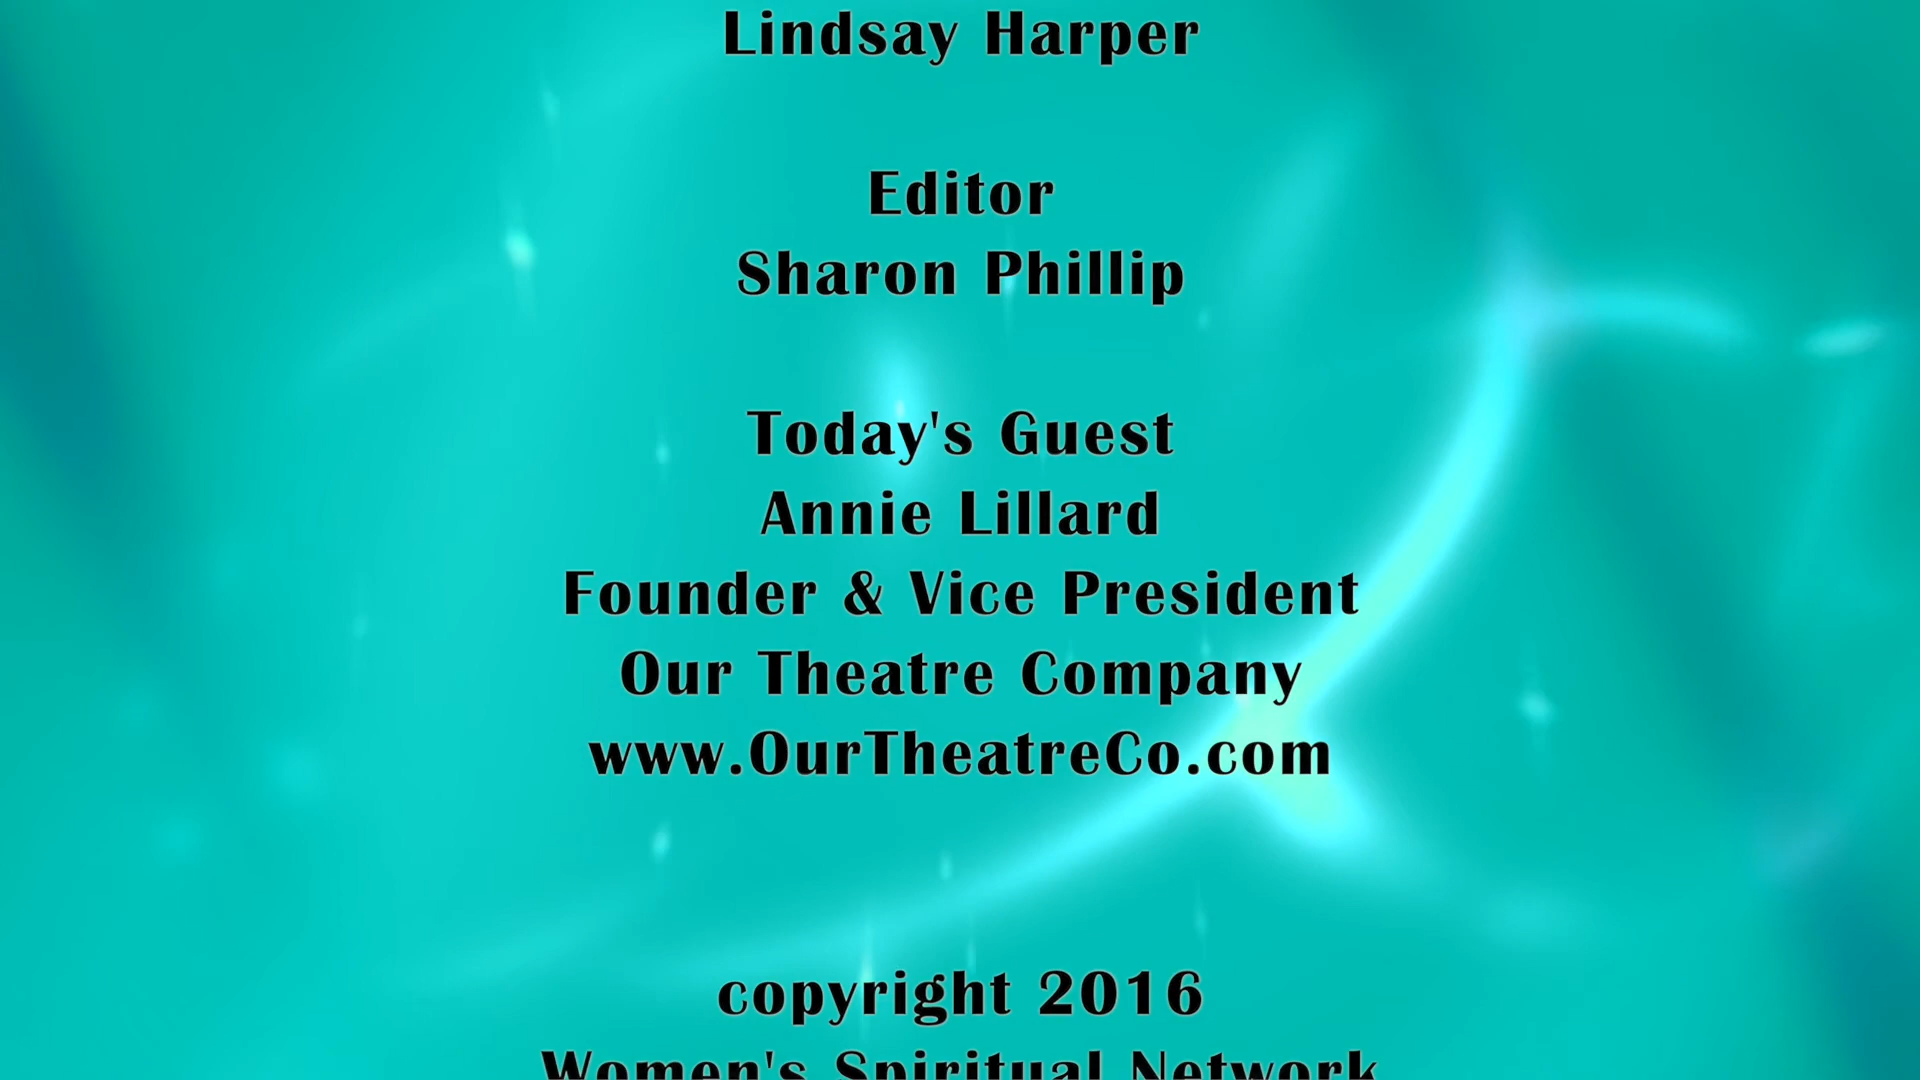 Lindsay Harper
Editor
Sharon Phillip
Today's Guest
Annie Lillard
Founder & Vice President
Our Theatre Company
www.OurTheatreCo.com
copyright 2016
Women's Spiritual Network